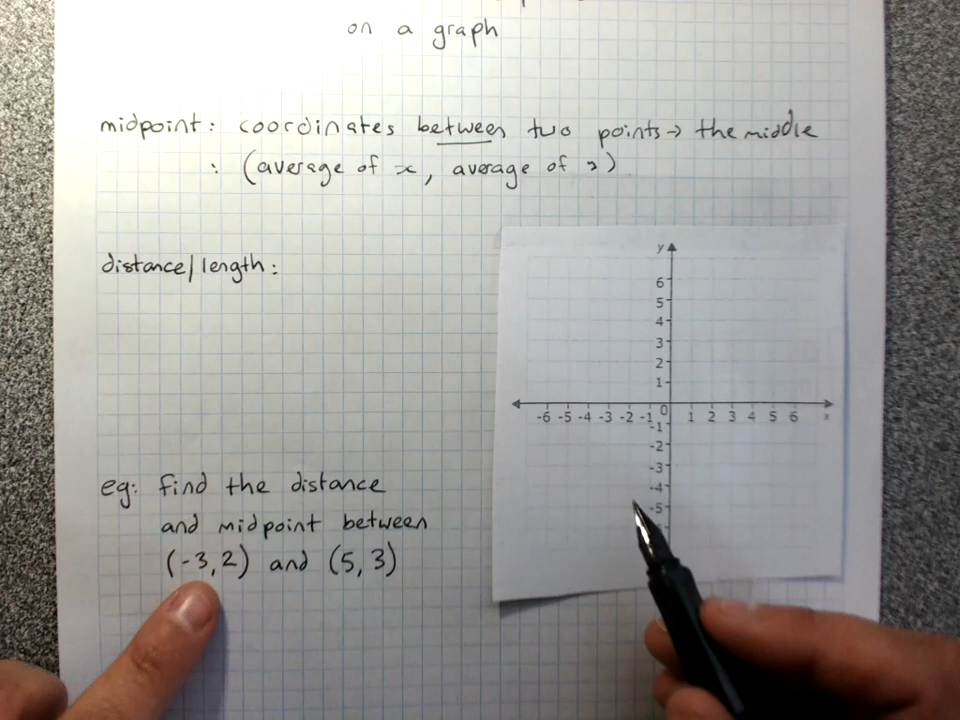 on a graph
midpoint: coordinates between two points → the middle
: (average of x, average of y)
distance/length:
y
6
5
4
3
2
1
-6 -5 -4 -3 -2 -1 0 1 2 3 4 5 6 x
-1
-2
-3
-4
-5
eg: find the distance
and midpoint between
(-3,2) and (5,3)